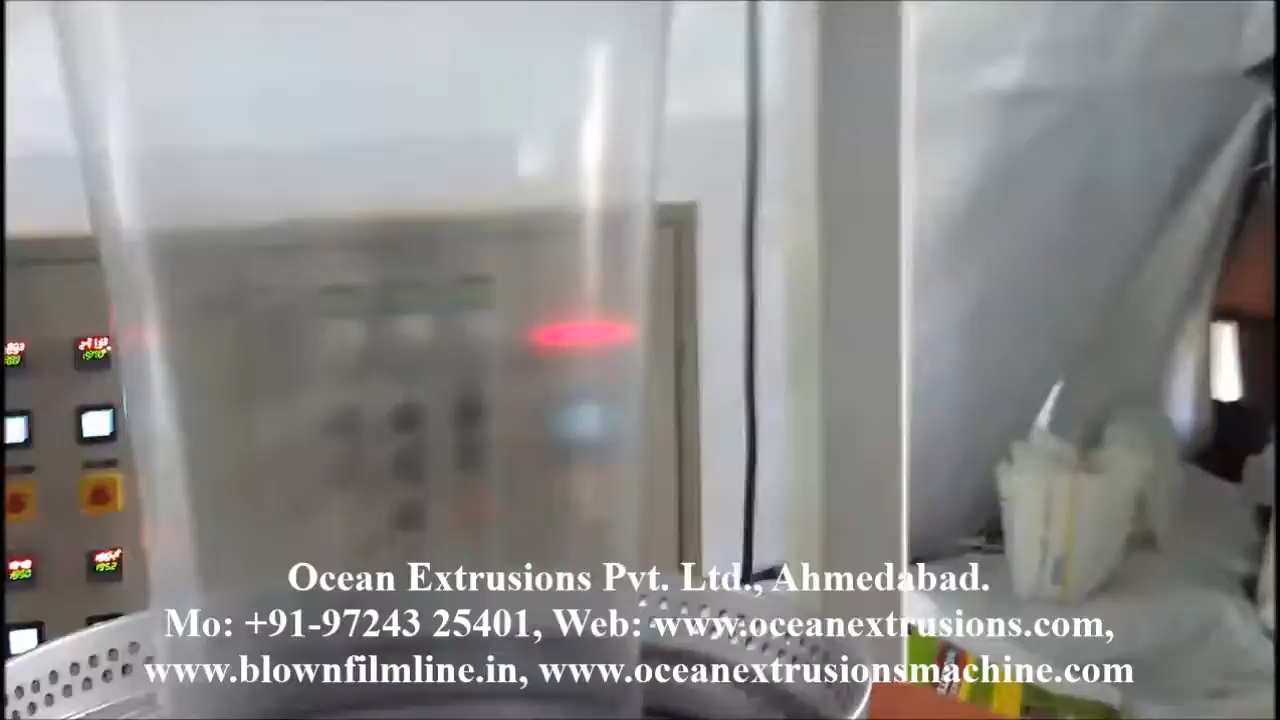 Ocean Extrusions Pvt. Ltd., Ahmedabad.
Mo: +91-97243 25401, Web: www.oceanextrusions.com,
www.blownfilmline.in, www.oceanextrusionsmachine.com